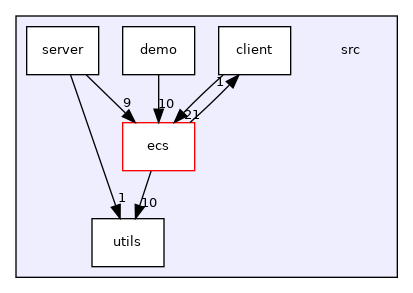 server demo client src
1
9 10 21
ecs
1 10
utils